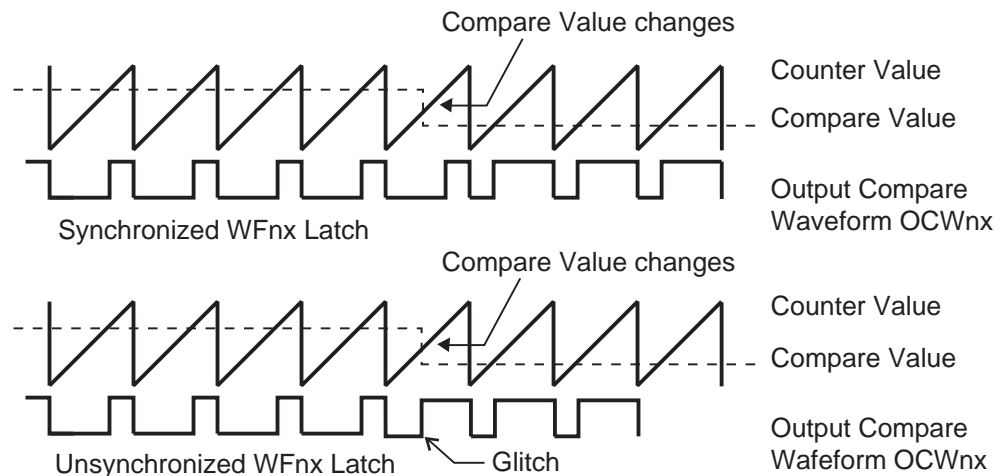 Compare Value changes
Counter Value
Compare Value
Output Compare
Waveform OCWnx
Synchronized WFnx Latch
Compare Value changes
Counter Value
Compare Value
Output Compare
Wafeform OCWnx
Unsynchronized WFnx Latch
Glitch